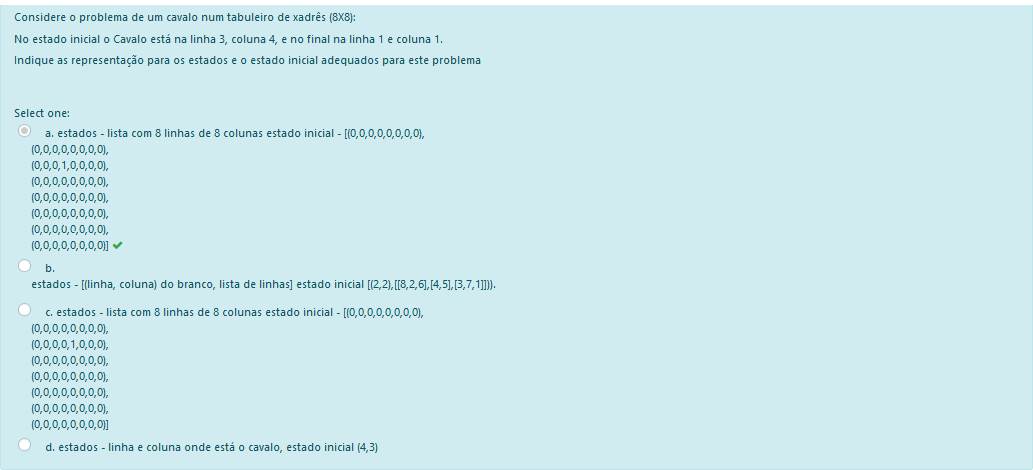 Considere o problema de um cavalo num tabuleiro de xadrês (8X8):
No estado inicial o Cavalo está na linha 3, coluna 4, e no final na linha 1 e coluna 1.
Indique as representação para os estados e o estado inicial adequados para este problema
Select one:
a. estados - lista com 8 linhas de 8 colunas estado inicial - [(0,0,0,0,0,0,0,0),
(0,0,0,0,0,0,0,0),
(0,0,0,1,0,0,0,0),
(0,0,0,0,0,0,0,0),
(0,0,0,0,0,0,0,0),
(0,0,0,0,0,0,0,0),
(0,0,0,0,0,0,0,0),
(0,0,0,0,0,0,0,0)]
b.
estados - [(linha, coluna) do branco, lista de linhas] estado inicial [(2,2),[[8,2,6],[4,5],[3,7,1]])).
c. estados - lista com 8 linhas de 8 colunas estado inicial - [(0,0,0,0,0,0,0,0),
(0,0,0,0,0,0,0,0),
(0,0,0,0,1,0,0,0),
(0,0,0,0,0,0,0,0),
(0,0,0,0,0,0,0,0),
(0,0,0,0,0,0,0,0),
(0,0,0,0,0,0,0,0),
(0,0,0,0,0,0,0,0)]
d. estados - linha e coluna onde está o cavalo, estado inicial (4,3)